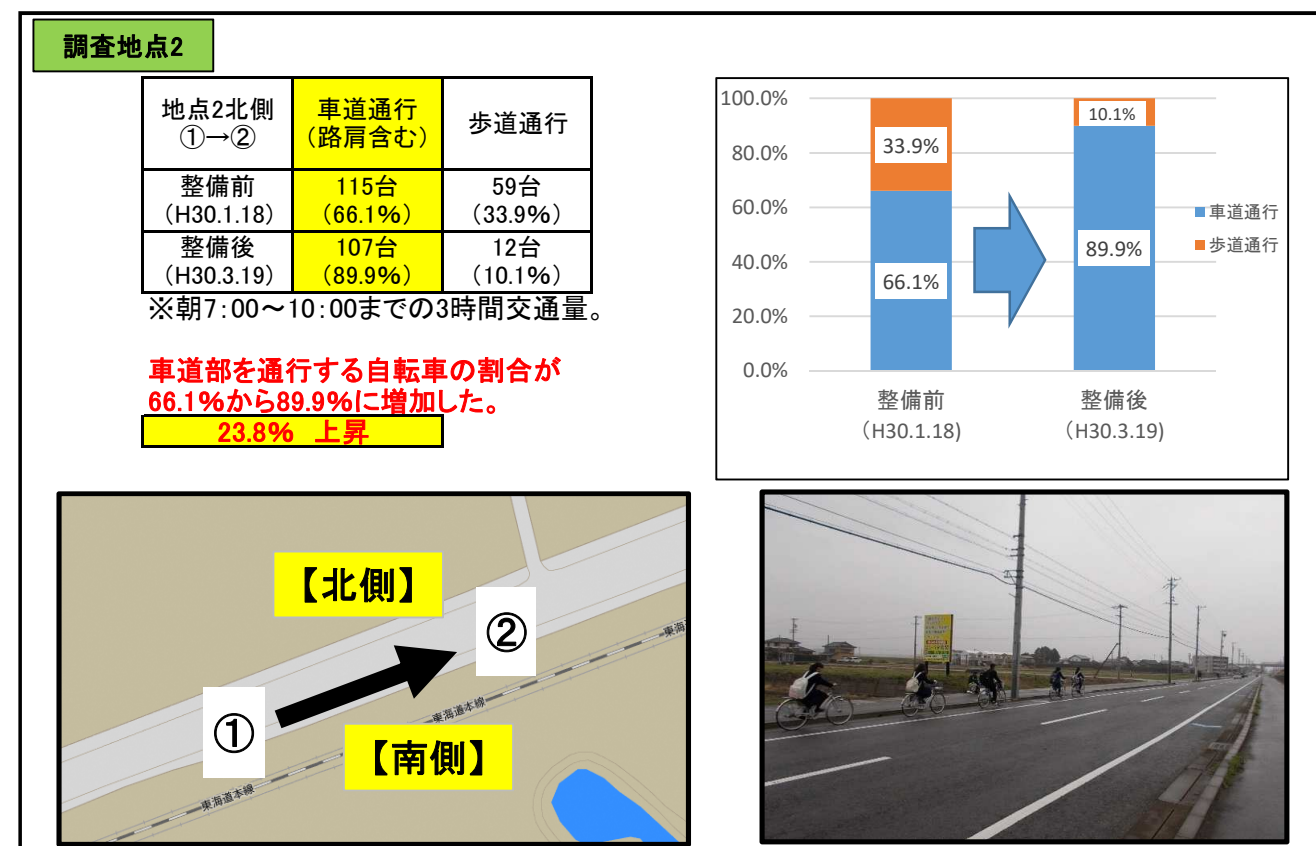 調査地点2
地点2北側
①→②
車道通行
(路肩含む)
歩道通行
整備前
(H30.1.18)
115台
(66.1%)
59台
(33.9%)
整備後
(H30.3.19)
107台
(89.9%)
12台
(10.1%)
※朝7:00～10:00までの3時間交通量。
車道部を通行する自転車の割合が
66.1%から89.9%に増加した。
23.8% 上昇
100.0%
80.0%
60.0%
40.0%
20.0%
0.0%
33.9%
66.1%
10.1%
89.9%
整備前
(H30.1.18)
整備後
(H30.3.19)
車道通行
歩道通行
【北側】
②
①
【南側】
東海道本線
東海道本線
東海